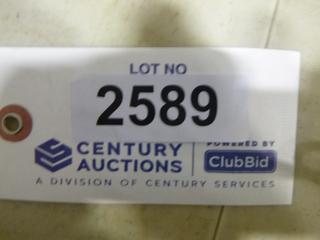 LOT NO
2589
CENTURY AUCTIONS
POWERED BY
ClubBid
A DIVISION OF CENTURY SERVICES